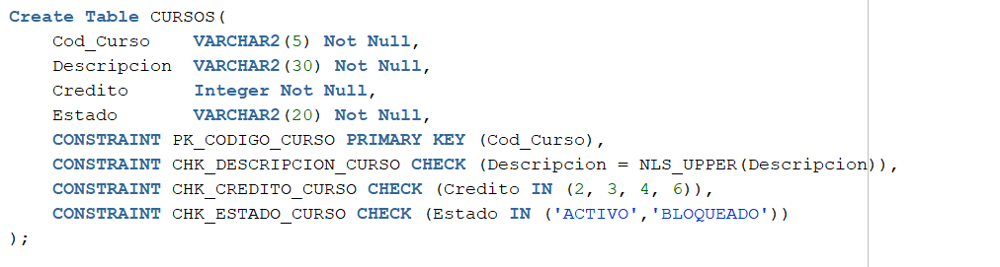 Create Table CURSOS(
    Cod_Curso    VARCHAR2(5) Not Null,
    Descripcion  VARCHAR2(30) Not Null,
    Credito      Integer Not Null,
    Estado       VARCHAR2(20) Not Null,
    CONSTRAINT PK_CODIGO_CURSO PRIMARY KEY (Cod_Curso),
    CONSTRAINT CHK_DESCRIPCION_CURSO CHECK (Descripcion = NLS_UPPER(Descripcion)),
    CONSTRAINT CHK_CREDITO_CURSO CHECK (Credito IN (2, 3, 4, 6)),
    CONSTRAINT CHK_ESTADO_CURSO CHECK (Estado IN ('ACTIVO','BLOQUEADO'))
);